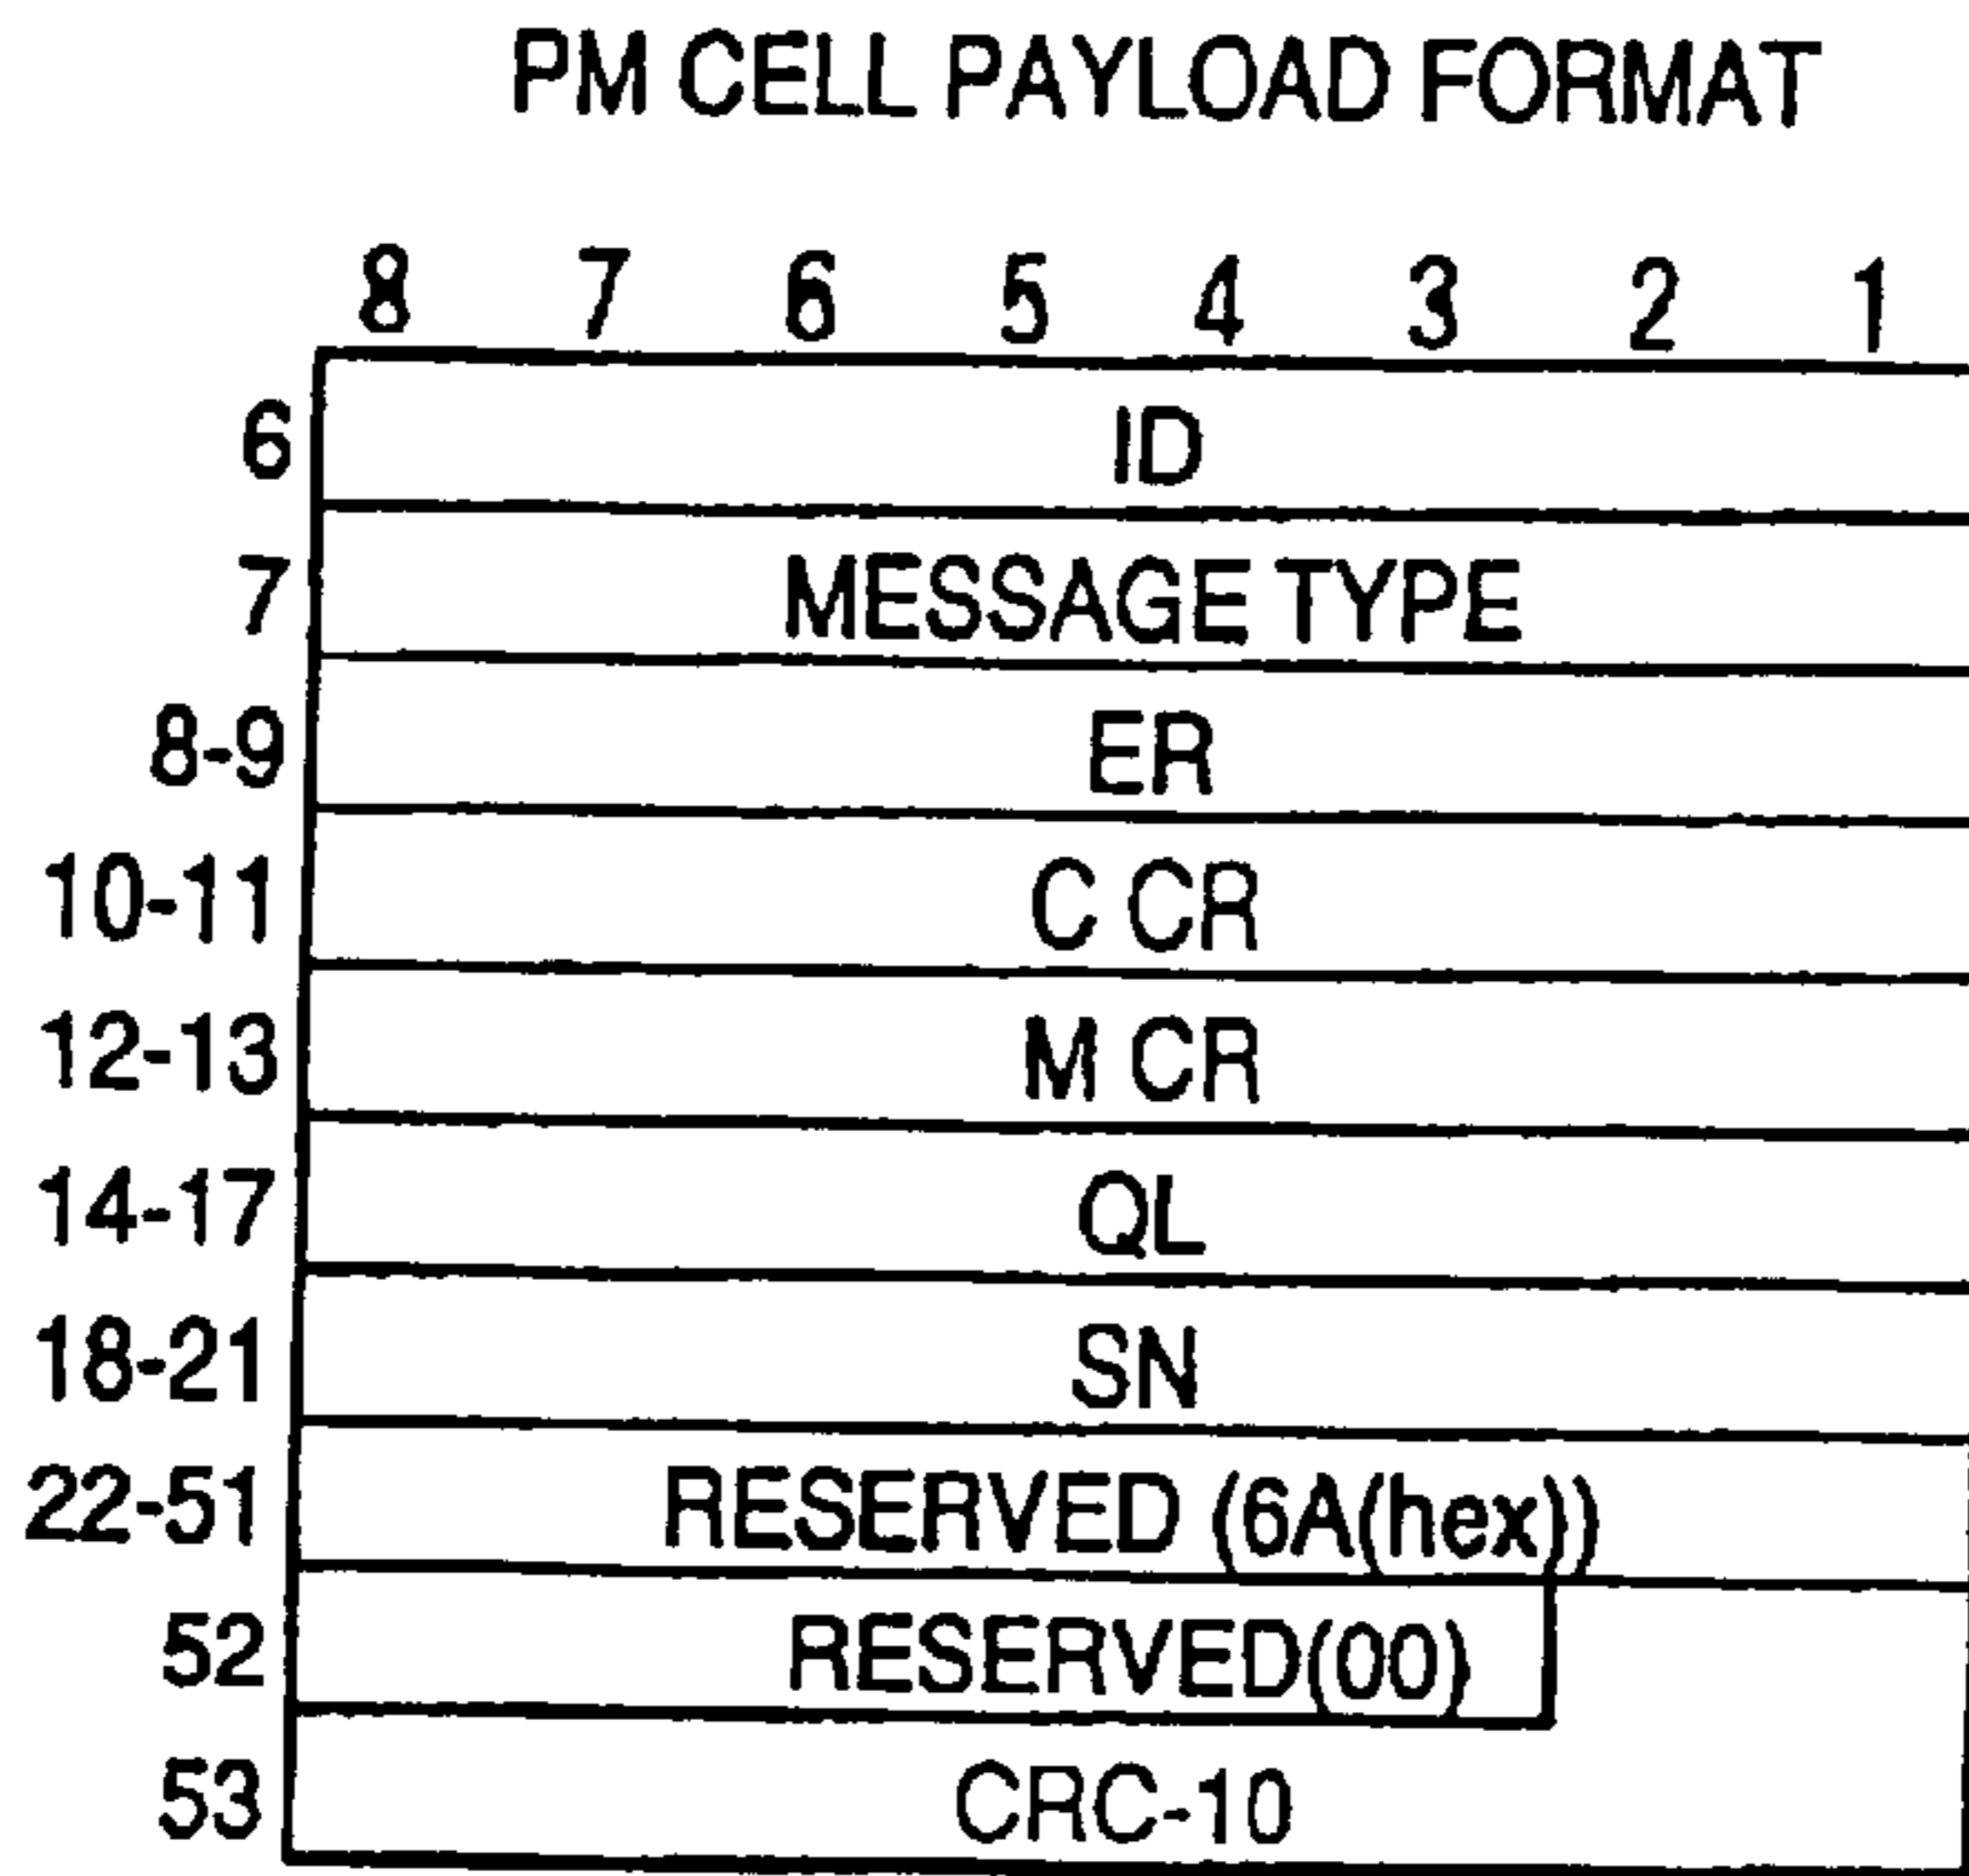 PM CELL PAYLOAD FORMAT
8 7 6 5 4 3 2 1
6 ID
7 MESSAGE TYPE
8-9 ER
10-11 C CR
12-13 M CR
14-17 QL
18-21 SN
22-51 RESERVED (6A(hex))
52 RESERVED(00)
53 CRC-10